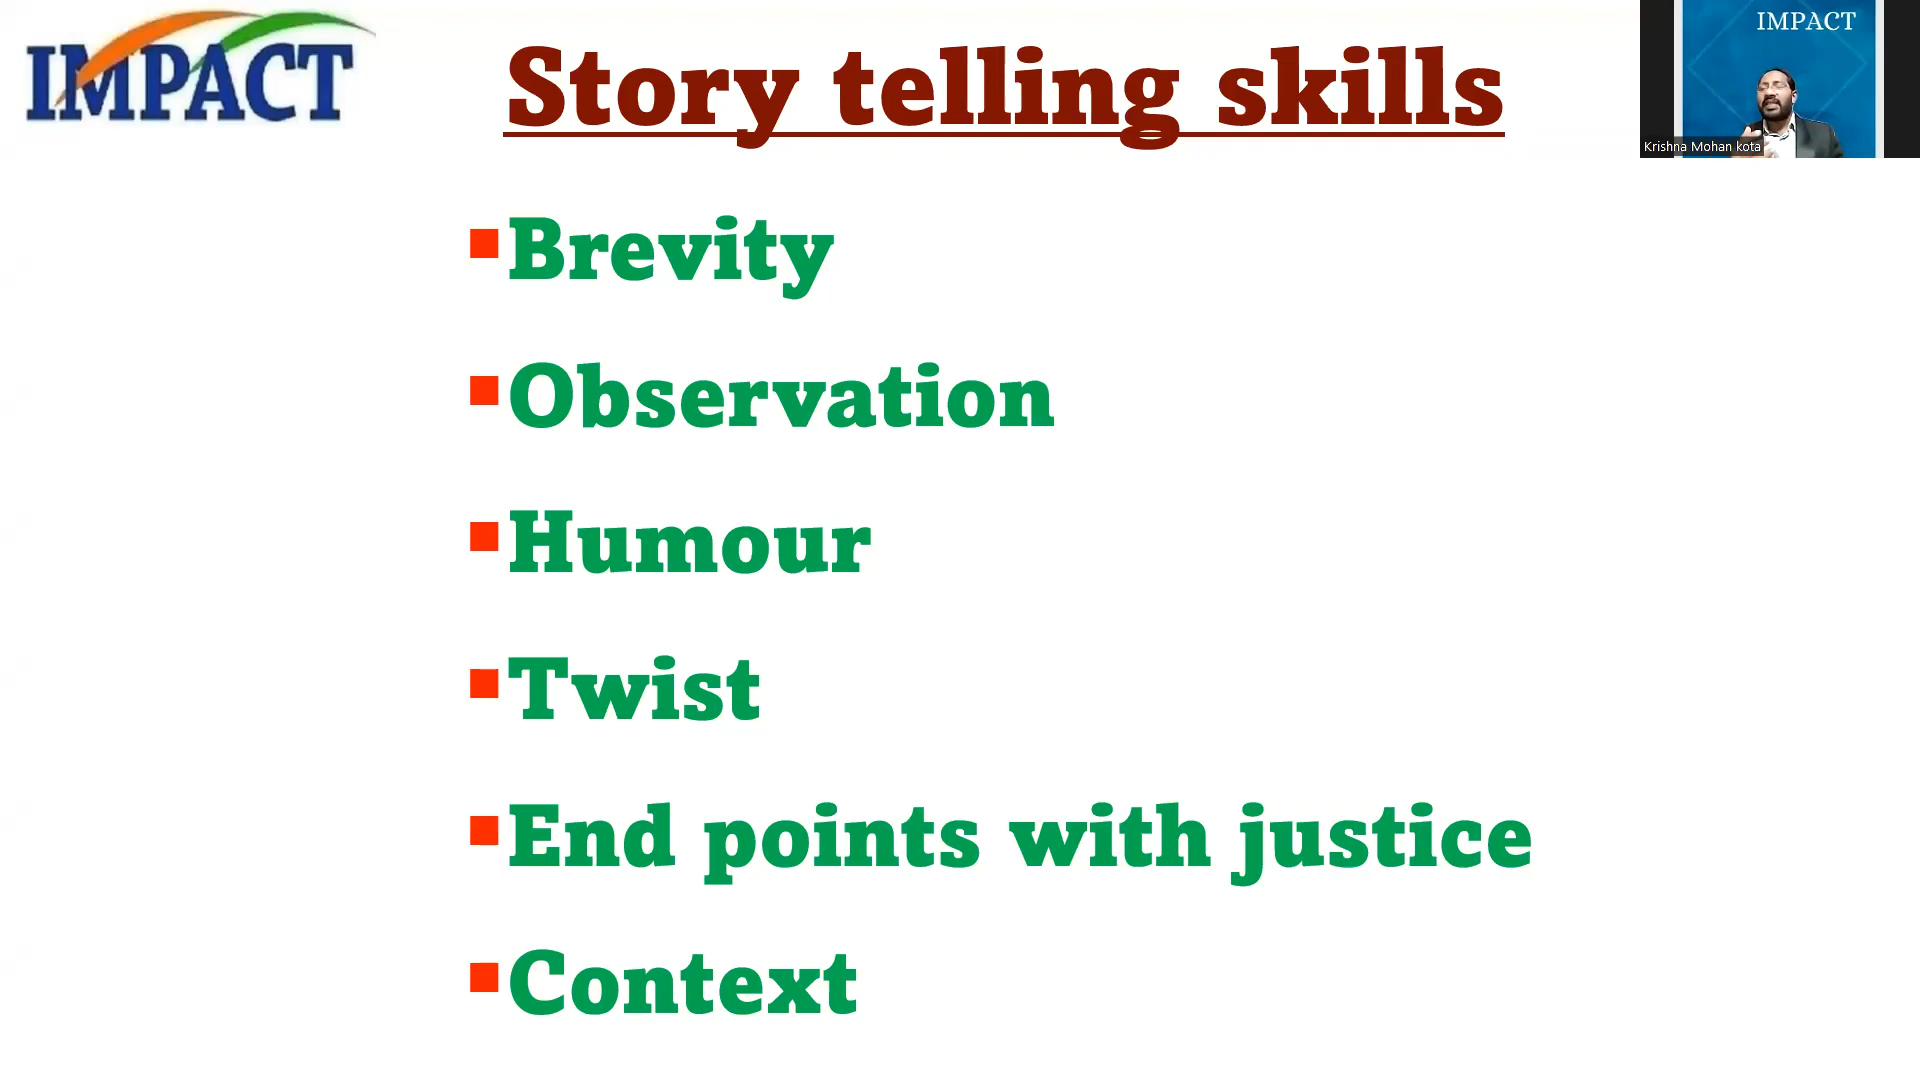 IMPACT
Story telling skills
IMPACT
Krishna Mohan kota
Brevity
Observation
Humour
Twist
End points with justice
Context